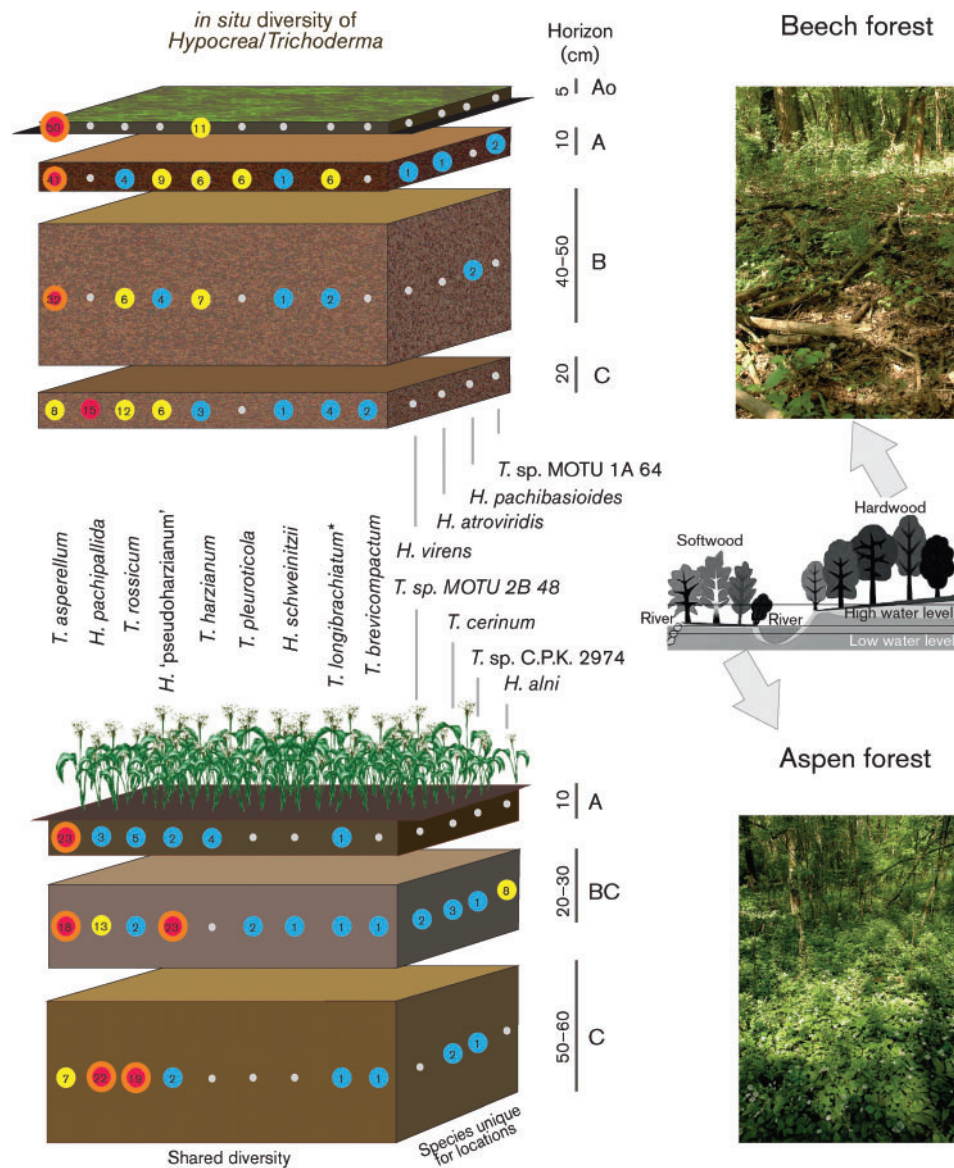 in situ diversity of
Hypocrea/Trichoderma
Horizon
(cm)
Beech forest
5 Ao
50 11
10 A
41 4 9 6 6 1 6 1 1 2
40–50 B
32 6 4 7 1 2 2
20 C
8 15 12 6 3 1 4 2
T. asperellum
H. pachipallida
T. rossicum
H. 'pseudoharzianum'
T. harzianum
T. pleuroticola
H. schweinitzii
T. longibrachiatum*
T. brevicompactum
T. sp. MOTU 1A 64
H. pachibasioides
H. atroviridis
H. virens
T. sp. MOTU 2B 48
T. cerinum
T. sp. C.P.K. 2974
H. alni
Hardwood
Softwood
River
River
High water level
Low water level
Aspen forest
10 A
23 3 5 2 4 1
20–30 BC
18 13 2 23 2 1 1 1 2 3 1 8
50–60 C
7 22 19 2 1 1 2 1
Shared diversity
Species unique
for locations